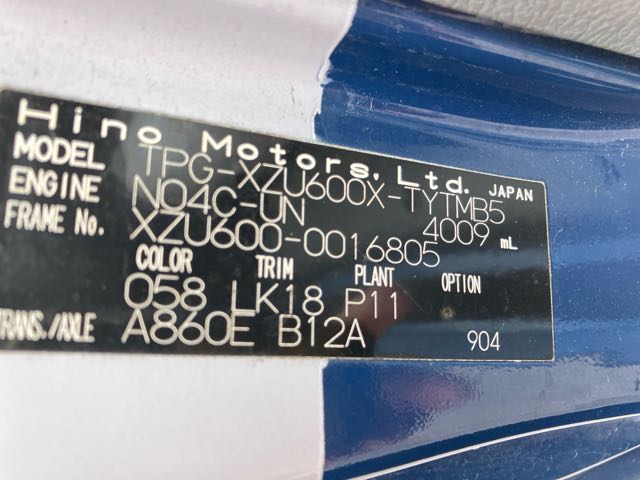 Hino Motors, Ltd. JAPAN
MODEL TPG-XZU600X-TYTMB5
ENGINE N04C-UN 4009 mL
FRAME No. XZU600-0016805
COLOR TRIM PLANT OPTION
058 LK18 P11
TRANS./AXLE A860E B12A 904